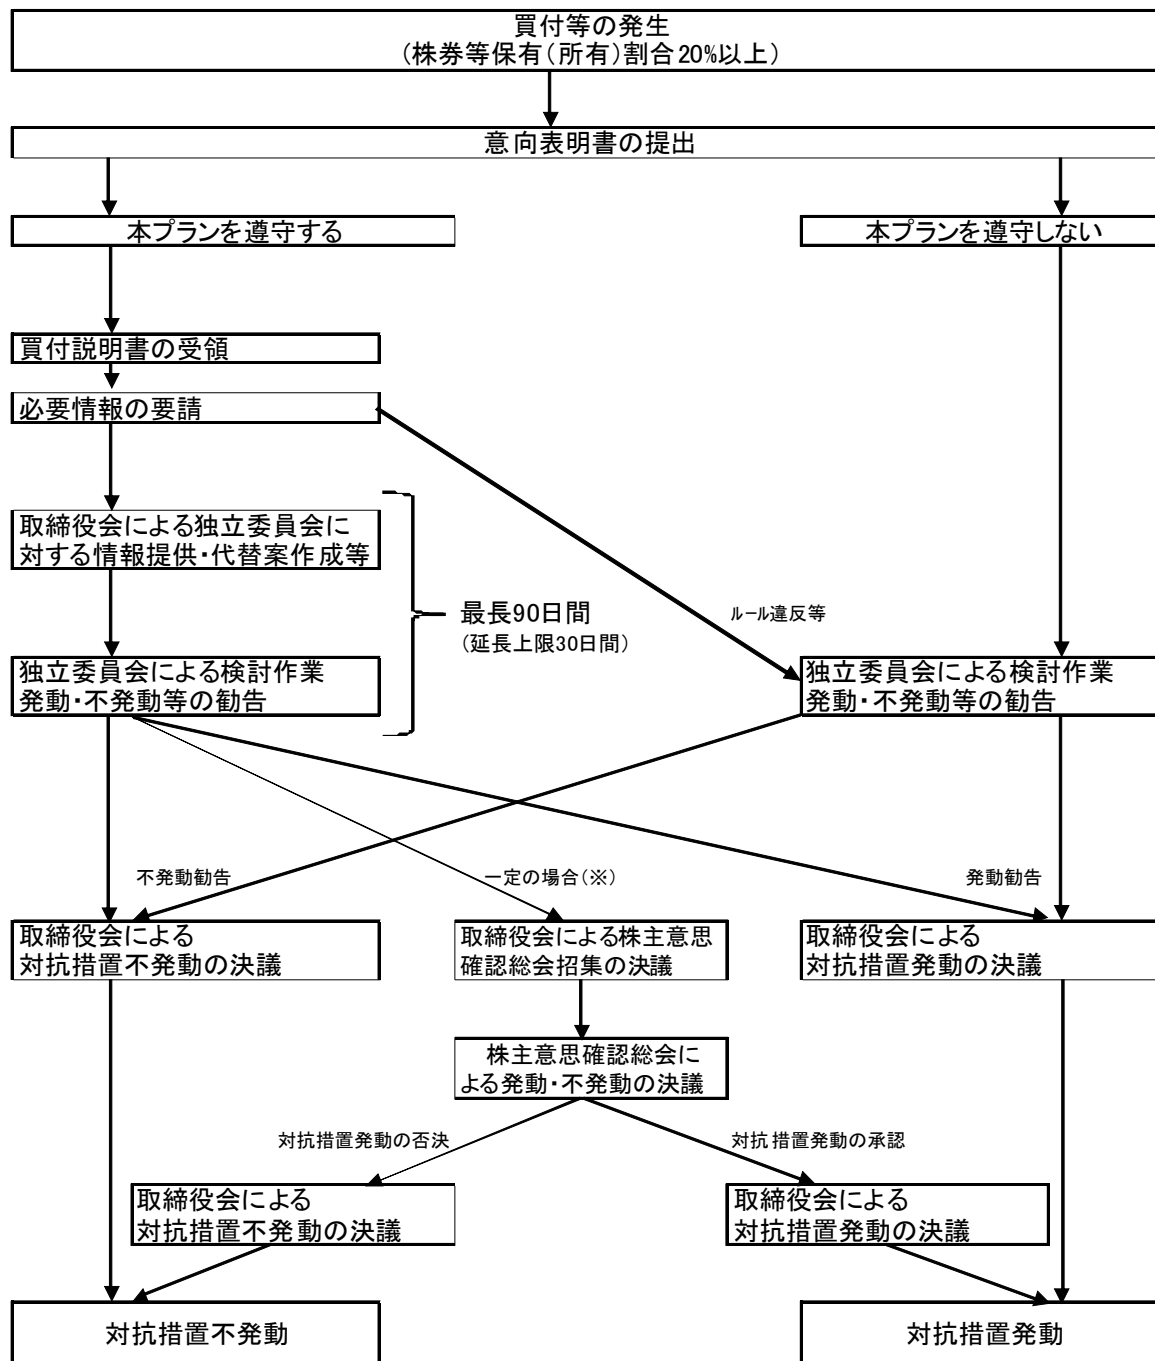 買付等の発生
(株券等保有(所有)割合20%以上)
意向表明書の提出
本プランを遵守する
本プランを遵守しない
買付説明書の受領
必要情報の要請
取締役会による独立委員会に
対する情報提供・代替案作成等
最長90日間
(延長上限30日間)
ルール違反等
独立委員会による検討作業
発動・不発動等の勧告
独立委員会による検討作業
発動・不発動等の勧告
不発動勧告
一定の場合(※)
発動勧告
取締役会による
対抗措置不発動の決議
取締役会による株主意思
確認総会招集の決議
取締役会による
対抗措置発動の決議
株主意思確認総会に
よる発動・不発動の決議
対抗措置発動の否決
対抗措置発動の承認
取締役会による
対抗措置不発動の決議
取締役会による
対抗措置発動の決議
対抗措置不発動
対抗措置発動